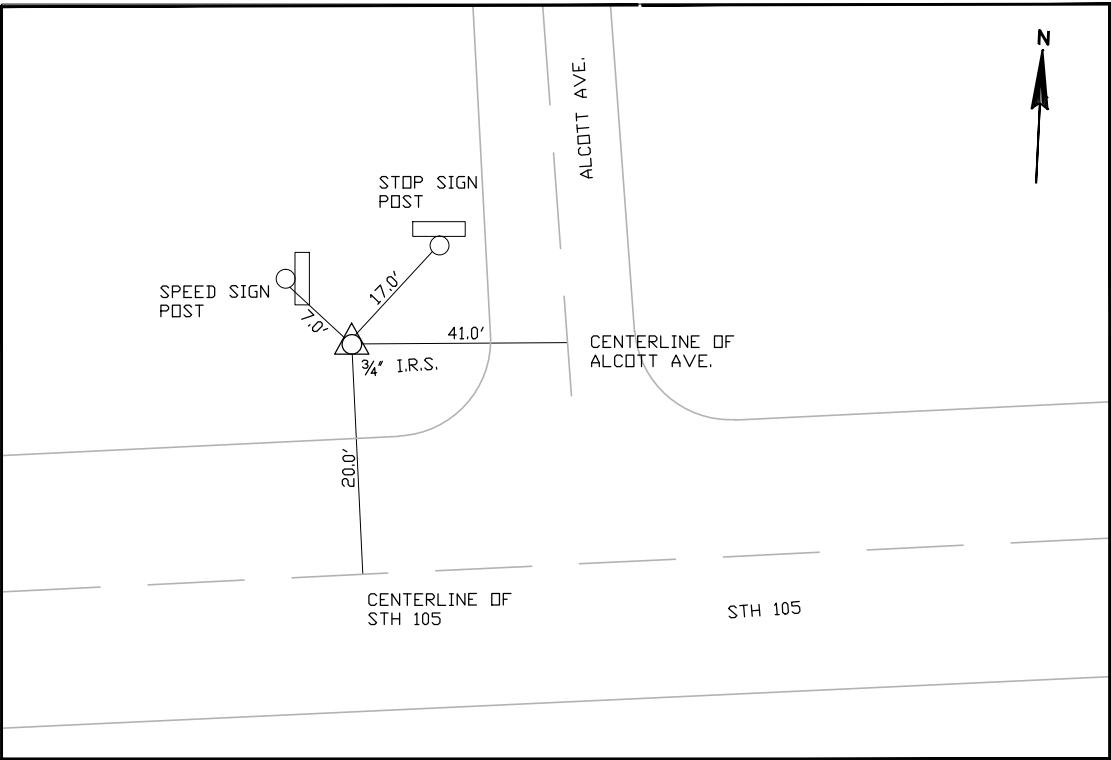 N
ALCOTT AVE.
STOP SIGN
POST
17.0'
SPEED SIGN
POST
7.0'
41.0'
CENTERLINE OF
ALCOTT AVE.
3/4" I.R.S.
20.0'
CENTERLINE OF
STH 105
STH 105